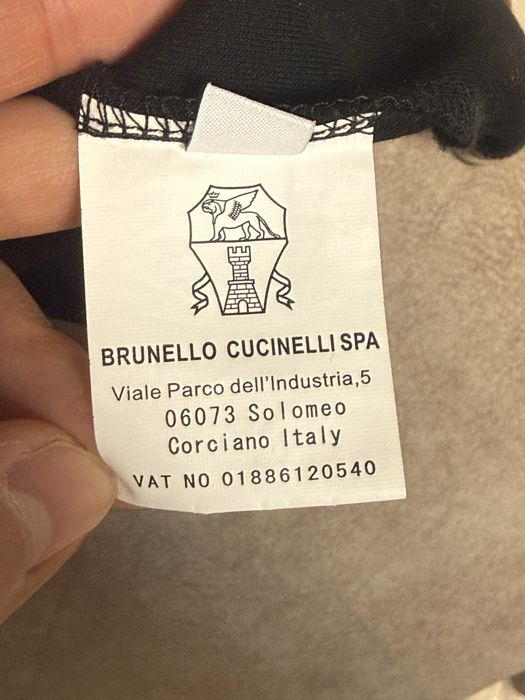 BRUNELLO CUCINELLI SPA
Viale Parco dell'Industria,5
06073 Solomeo
Corciano Italy
VAT NO 01886120540